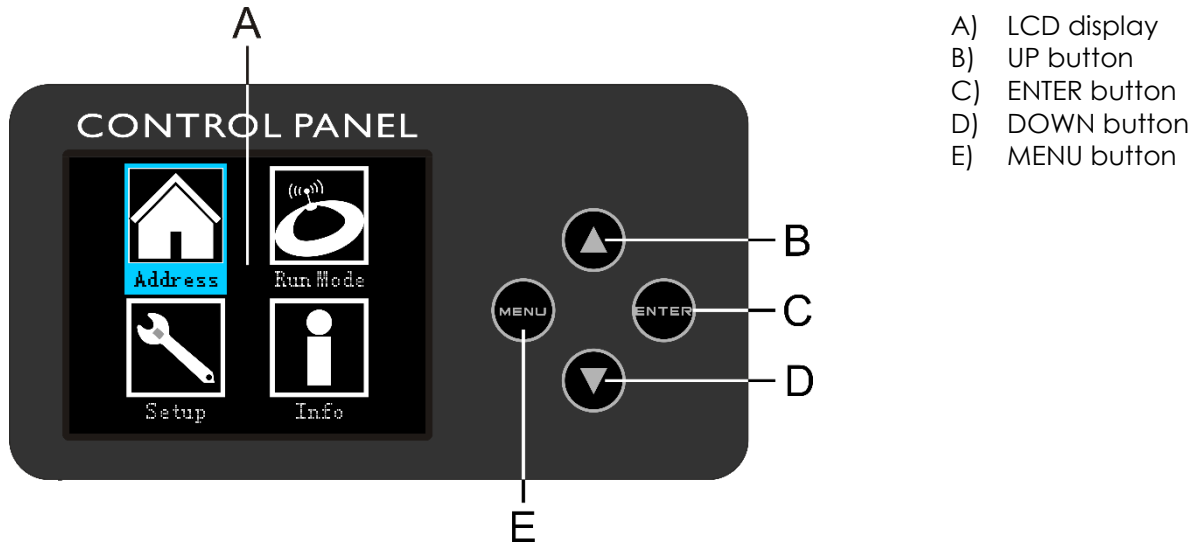 A
A) LCD display
B) UP button
C) ENTER button
D) DOWN button
E) MENU button
CONTROL PANEL
Address
Run Mode
Setup
Info
MENU
ENTER
B
C
D
E